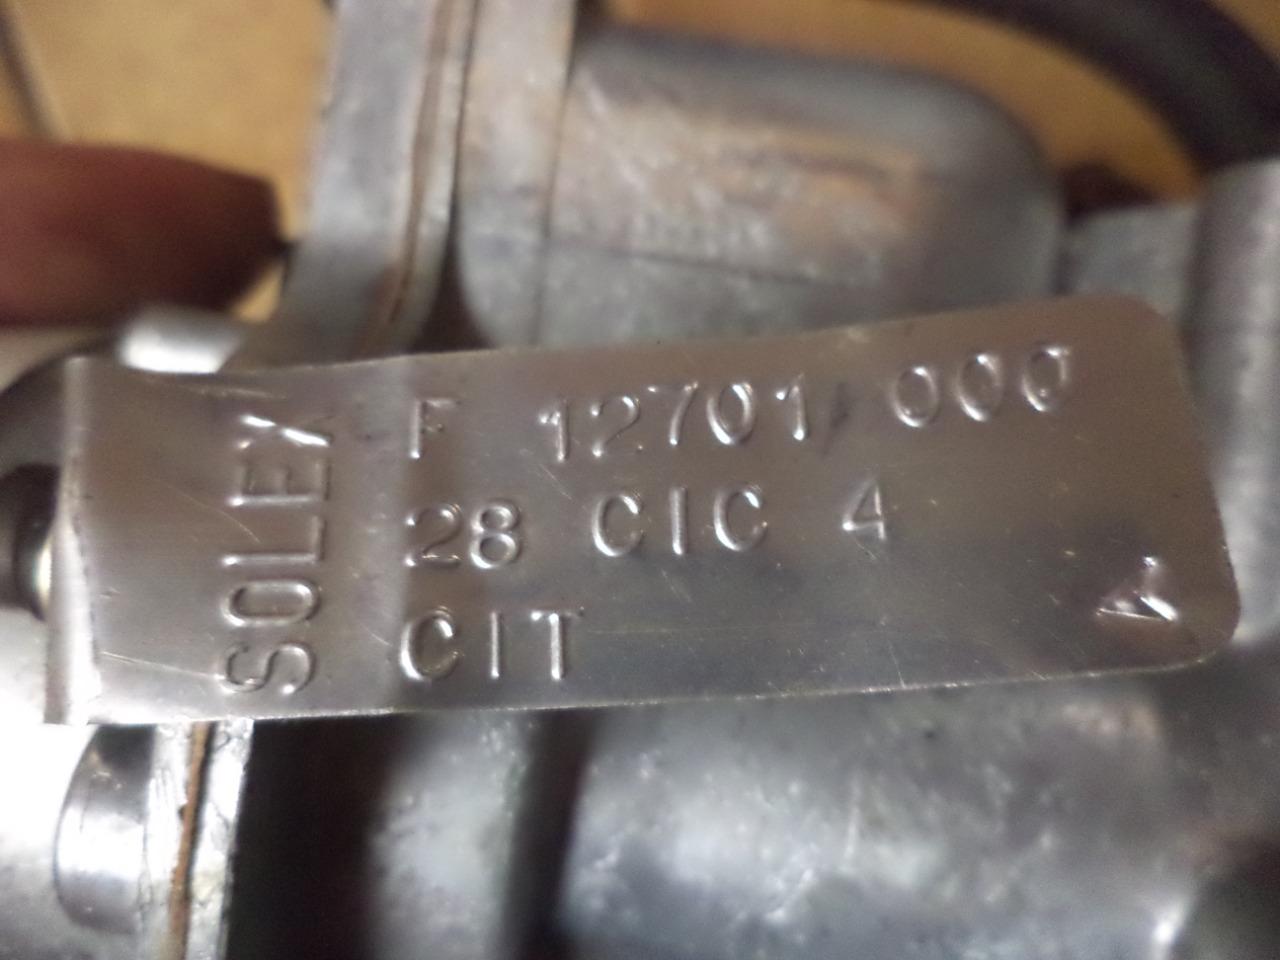 SOLEX
F 12701/000
28 CIC 4
CIT
A